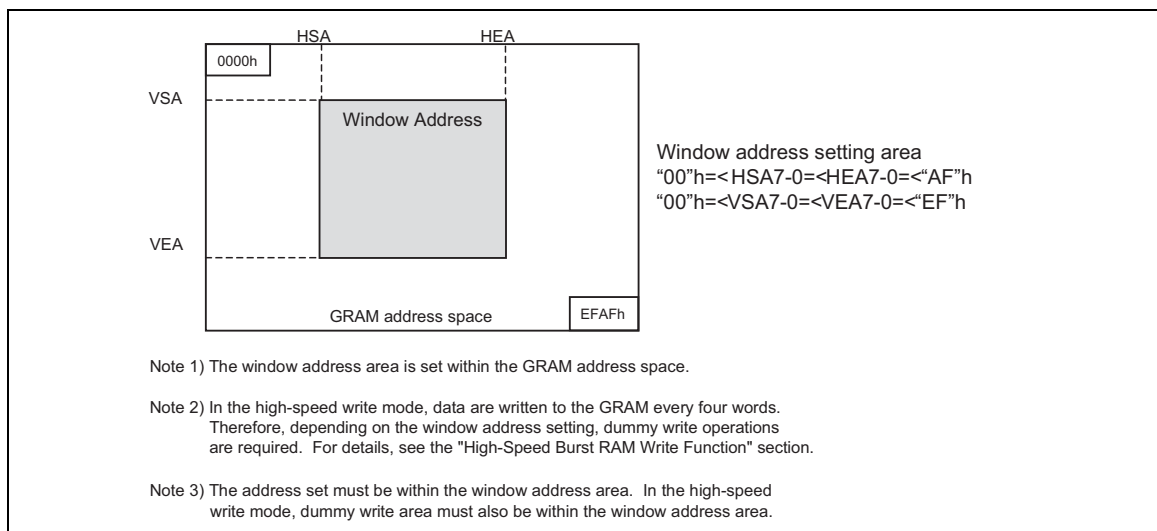 HSA HEA
0000h
VSA
Window Address
Window address setting area
“00”h=<HSA7-0=<HEA7-0=<“AF”h
“00”h=<VSA7-0=<VEA7-0=<“EF”h
VEA
GRAM address space
EFAFh
Note 1) The window address area is set within the GRAM address space.
Note 2) In the high-speed write mode, data are written to the GRAM every four words.
Therefore, depending on the window address setting, dummy write operations
are required. For details, see the "High-Speed Burst RAM Write Function" section.
Note 3) The address set must be within the window address area. In the high-speed
write mode, dummy write area must also be within the window address area.